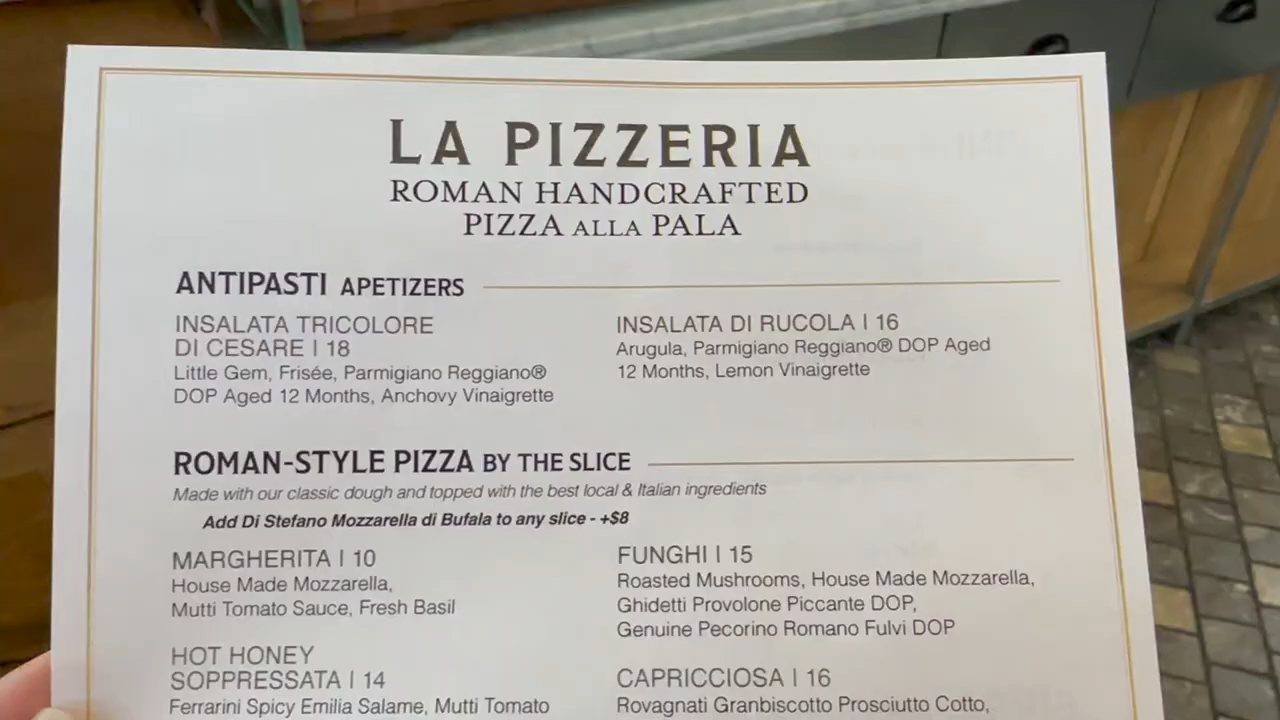 LA PIZZERIA
ROMAN HANDCRAFTED
PIZZA ALLA PALA
ANTIPASTI APETIZERS
INSALATA TRICOLORE
DI CESARE | 18
Little Gem, Frisée, Parmigiano Reggiano®
DOP Aged 12 Months, Anchovy Vinaigrette
INSALATA DI RUCOLA | 16
Arugula, Parmigiano Reggiano® DOP Aged
12 Months, Lemon Vinaigrette
ROMAN-STYLE PIZZA BY THE SLICE
Made with our classic dough and topped with the best local & Italian ingredients
Add Di Stefano Mozzarella di Bufala to any slice - +$8
MARGHERITA | 10
House Made Mozzarella,
Mutti Tomato Sauce, Fresh Basil
HOT HONEY
SOPPRESSATA | 14
Ferrarini Spicy Emilia Salame, Mutti Tomato
FUNGHI | 15
Roasted Mushrooms, House Made Mozzarella,
Ghidetti Provolone Piccante DOP,
Genuine Pecorino Romano Fulvi DOP
CAPRICCIOSA | 16
Rovagnati Granbiscotto Prosciutto Cotto,